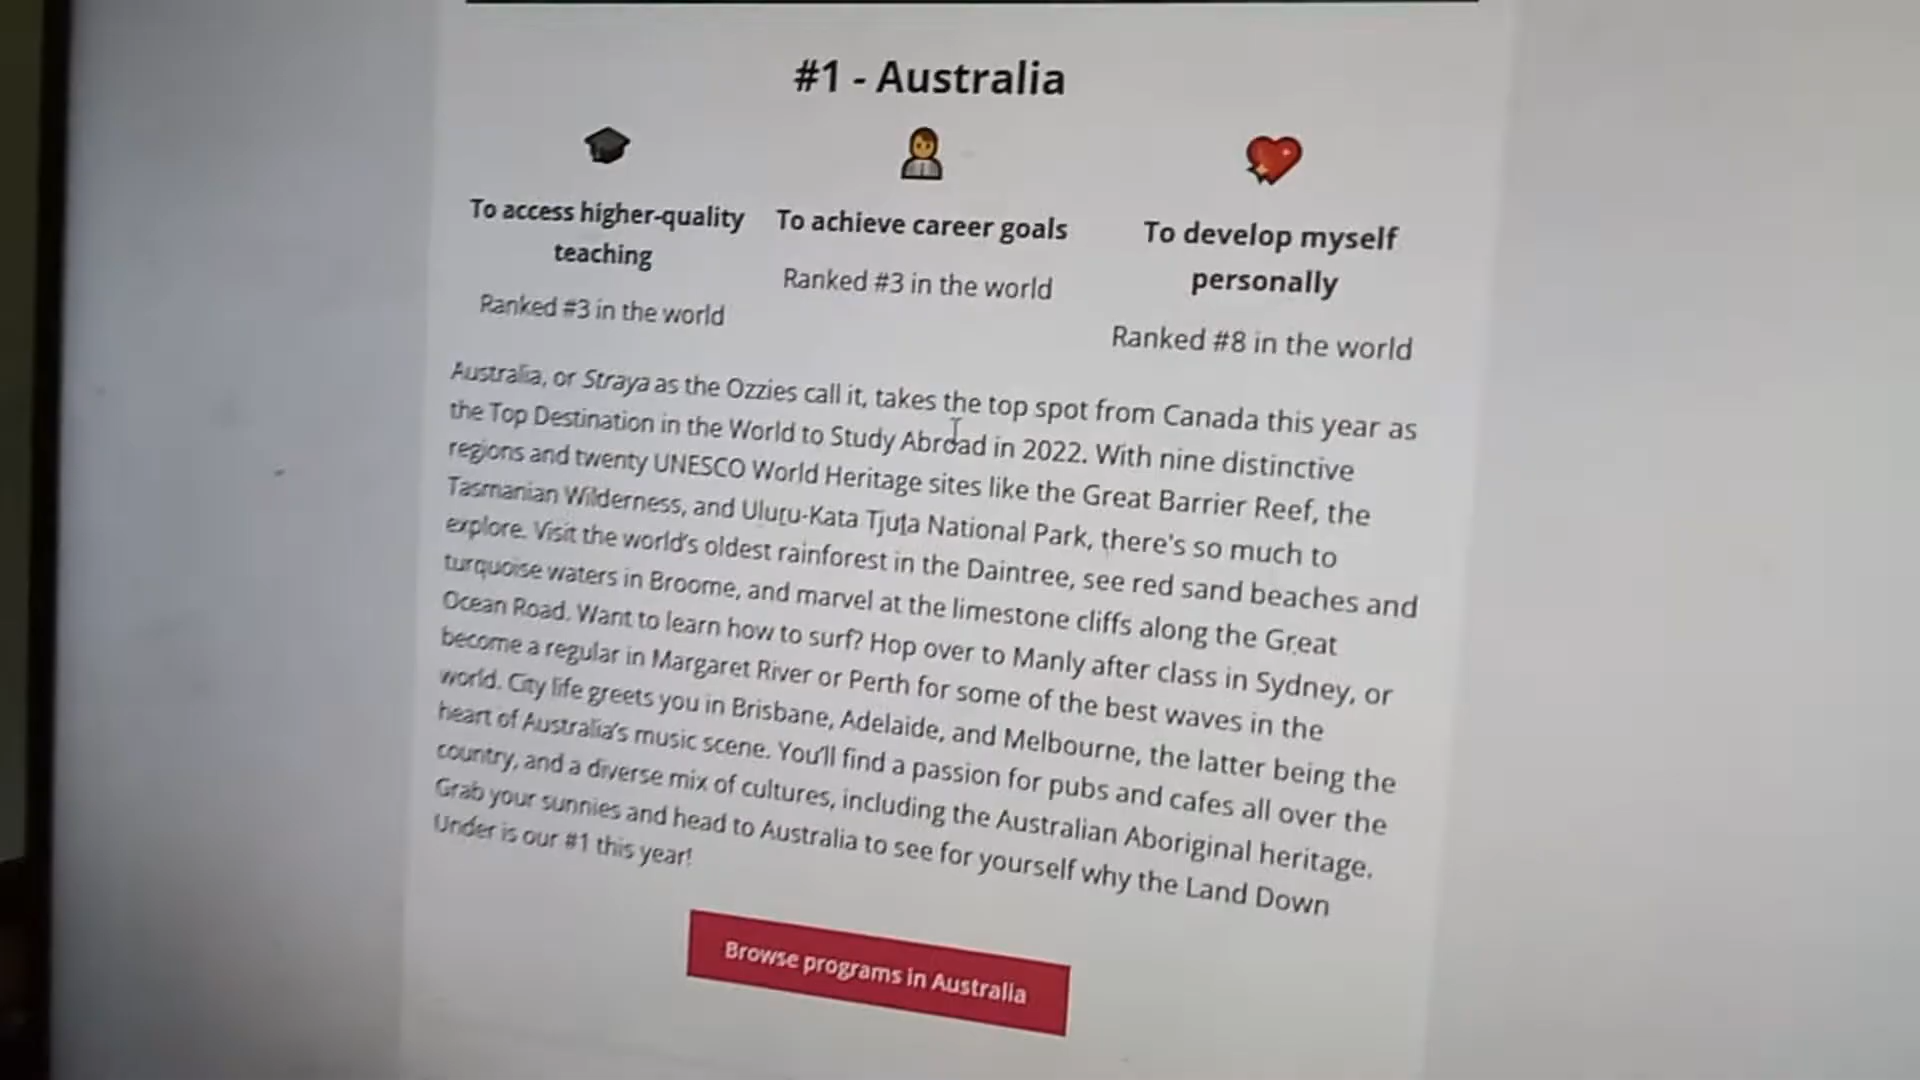 #1 - Australia
To access higher-quality
teaching
Ranked #3 in the world
To achieve career goals
Ranked #3 in the world
To develop myself
personally
Ranked #8 in the world
Australia, or Straya as the Ozzies call it, takes the top spot from Canada this year as
the Top Destination in the World to Study Abroad in 2022. With nine distinctive
regions and twenty UNESCO World Heritage sites like the Great Barrier Reef, the
Tasmanian Wilderness, and Uluṟu-Kata Tjuṯa National Park, there's so much to
explore. Visit the world's oldest rainforest in the Daintree, see red sand beaches and
turquoise waters in Broome, and marvel at the limestone cliffs along the Great
Ocean Road. Want to learn how to surf? Hop over to Manly after class in Sydney, or
become a regular in Margaret River or Perth for some of the best waves in the
world. City life greets you in Brisbane, Adelaide, and Melbourne, the latter being the
heart of Australia's music scene. You'll find a passion for pubs and cafes all over the
country, and a diverse mix of cultures, including the Australian Aboriginal heritage.
Grab your sunnies and head to Australia to see for yourself why the Land Down
Under is our #1 this year!
Browse programs in Australia